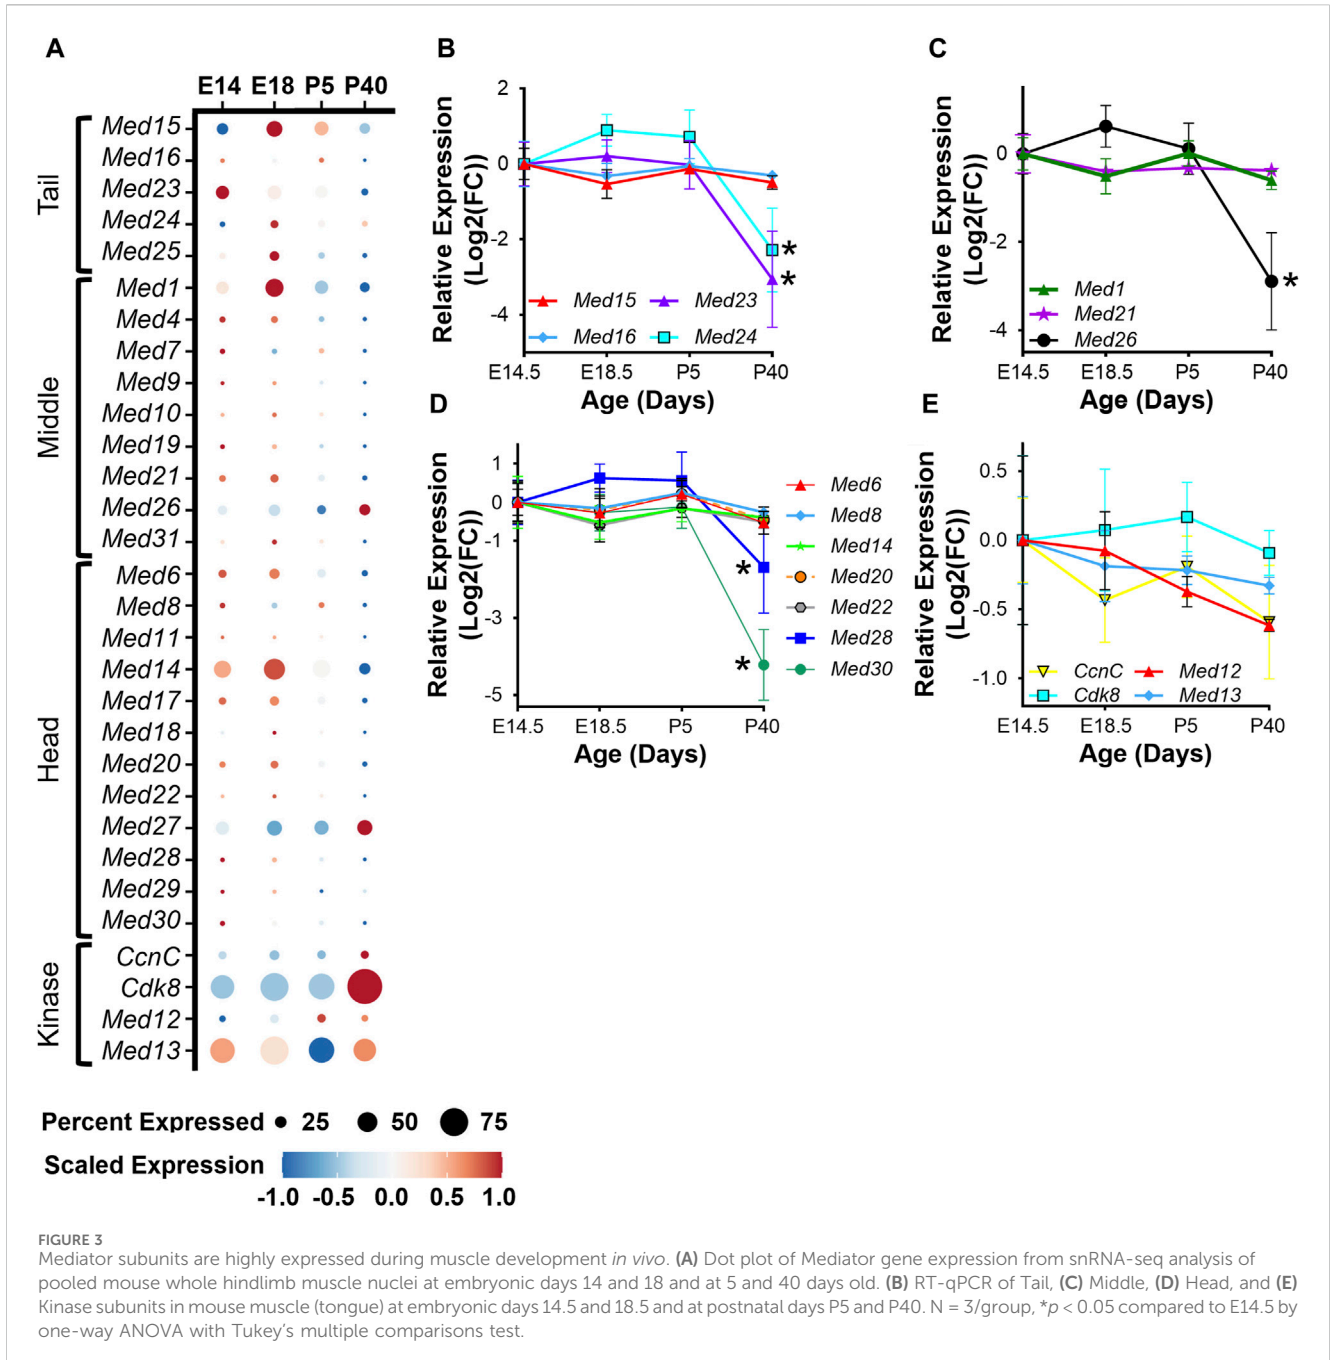 A
E14 E18 P5 P40
Tail
Med15
Med16
Med23
Med24
Med25
Middle
Med1
Med4
Med7
Med9
Med10
Med19
Med21
Med26
Med31
Head
Med6
Med8
Med11
Med14
Med17
Med18
Med20
Med22
Med27
Med28
Med29
Med30
Kinase
CcnC
Cdk8
Med12
Med13
Percent Expressed 25 50 75
Scaled Expression
-1.0 -0.5 0.0 0.5 1.0
B
Relative Expression
(Log2(FC))
2
0
-2
-4
*
*
Med15 Med23
Med16 Med24
E14.5 E18.5 P5 P40
Age (Days)
C
Relative Expression
(Log2(FC))
0
-2
-4
*
Med1
Med21
Med26
E14.5 E18.5 P5 P40
Age (Days)
D
Relative Expression
(Log2(FC))
1
0
-1
-3
-5
*
*
Med6
Med8
Med14
Med20
Med22
Med28
Med30
E14.5 E18.5 P5 P40
Age (Days)
E
Relative Expression
(Log2(FC))
0.5
0.0
-0.5
-1.0
CcnC Med12
Cdk8 Med13
E14.5 E18.5 P5 P40
Age (Days)
FIGURE 3
Mediator subunits are highly expressed during muscle development in vivo. (A) Dot plot of Mediator gene expression from snRNA-seq analysis of
pooled mouse whole hindlimb muscle nuclei at embryonic days 14 and 18 and at 5 and 40 days old. (B) RT-qPCR of Tail, (C) Middle, (D) Head, and (E)
Kinase subunits in mouse muscle (tongue) at embryonic days 14.5 and 18.5 and at postnatal days P5 and P40. N = 3/group, *p < 0.05 compared to E14.5 by
one-way ANOVA with Tukey's multiple comparisons test.